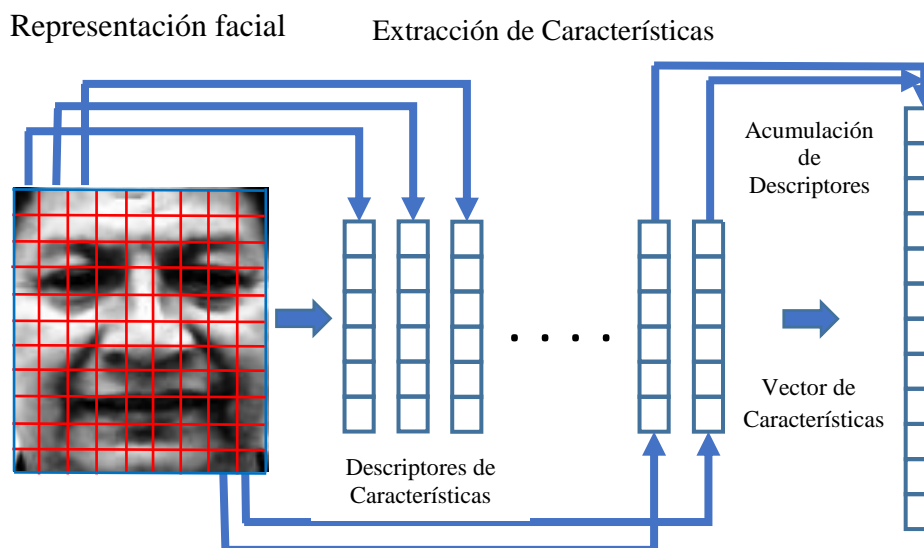 Representación facial
Extracción de Características
Acumulación
de
Descriptores
Vector de
Características
Descriptores de
Características